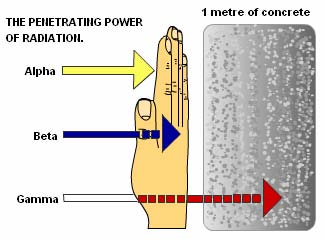 THE PENETRATING POWER
OF RADIATION.
1 metre of concrete
Alpha
Beta
Gamma